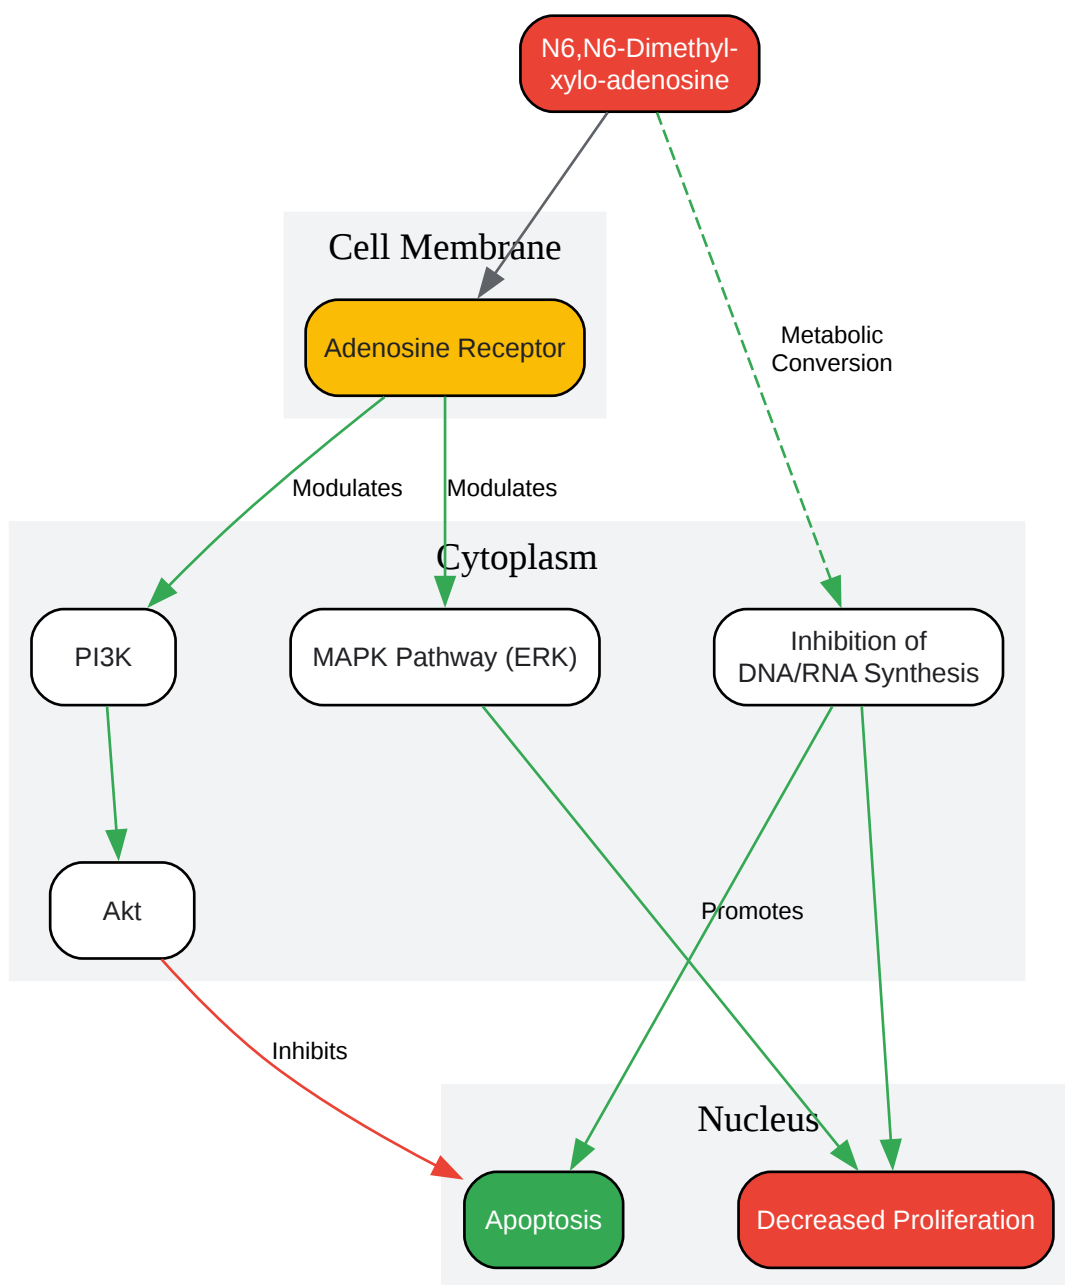 N6,N6-Dimethyl-
xylo-adenosine
Cell Membrane
Adenosine Receptor
Metabolic
Conversion
Modulates
Modulates
Cytoplasm
PI3K
MAPK Pathway (ERK)
Inhibition of
DNA/RNA Synthesis
Akt
Promotes
Inhibits
Nucleus
Apoptosis
Decreased Proliferation